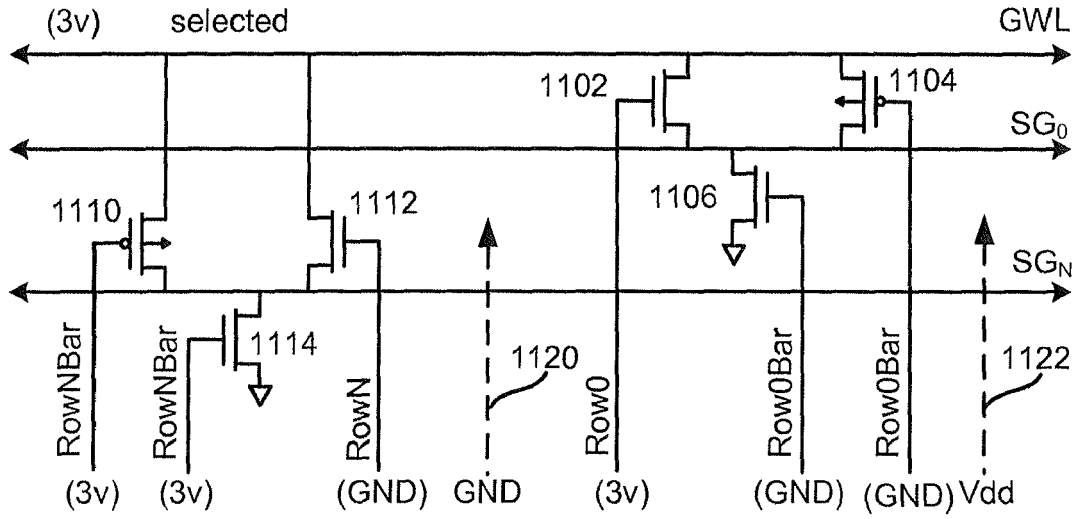 (3v) selected GWL
1102 1104
SG₀
1110 1112 1106
SG_N
RowNBar RowNBar 1114 RowN 1120 Row0 Row0Bar Row0Bar 1122
(3v) (3v) (GND) GND (3v) (GND) (GND) Vdd